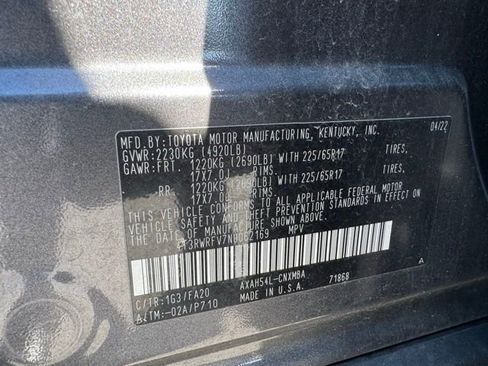 MFD.BY:TOYOTA MOTOR MANUFACTURING, KENTUCKY, INC. 04/22
GVWR:2230KG (4920LB)
GAWR:FRT. 1220KG (2690LB) WITH 225/65R17 TIRES,
17X7.0J RIMS.
RR. 1220KG (2690LB) WITH 225/65R17 TIRES,
17X7.0J RIMS.
THIS VEHICLE CONFORMS TO ALL APPLICABLE FEDERAL MOTOR
VEHICLE SAFETY AND THEFT PREVENTION STANDARDS IN EFFECT ON
THE DATE OF MANUFACTURE SHOWN ABOVE.
MPV
C/TR:1G3/FA20 AXAH54L-CNXMBA
A/TM:-02A/P710 MADE IN U.S.A. 71868 A